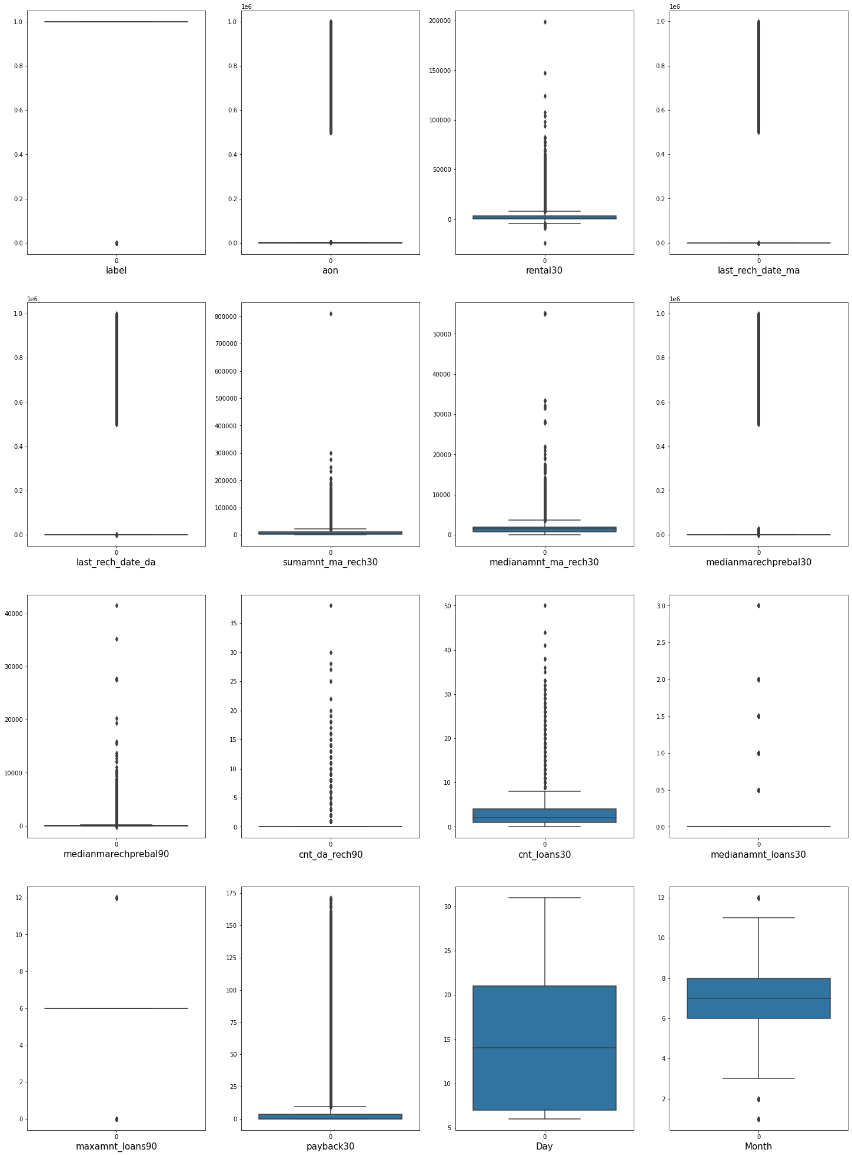 1e6
1.0 1.0 200000 1e6
1.0
0.8 0.8 150000 0.8
0.6 0.6 100000 0.6
0.4 0.4 50000 0.4
0.2 0.2 0 0.2
0.0 0.0 0.0
0 0 0 0
label aon rental30 last_rech_date_ma
1e6 1e6
1.0 800000 50000 1.0
700000
0.8 600000 40000 0.8
0.6 500000 30000 0.6
400000
0.4 300000 20000 0.4
0.2 200000 10000 0.2
100000
0.0 0 0 0.0
0 0 0 0
last_rech_date_da sumamnt_ma_rech30 medianamnt_ma_rech30 medianmarechprebal30
40000 35 50 3.0
30 40 2.5
30000 25 2.0
20000 20 30 1.5
15 20 1.0
10000 10 10 0.5
5
0 0 0 0.0
0 0 0 0
medianmarechprebal90 cnt_da_rech90 cnt_loans30 medianamnt_loans30
12 175 30 12
10 150 25 10
8 125 20 8
6 100 15 6
4 75 10 4
2 50 5 2
0 25
0
0 0 0 0
maxamnt_loans90 payback30 Day Month